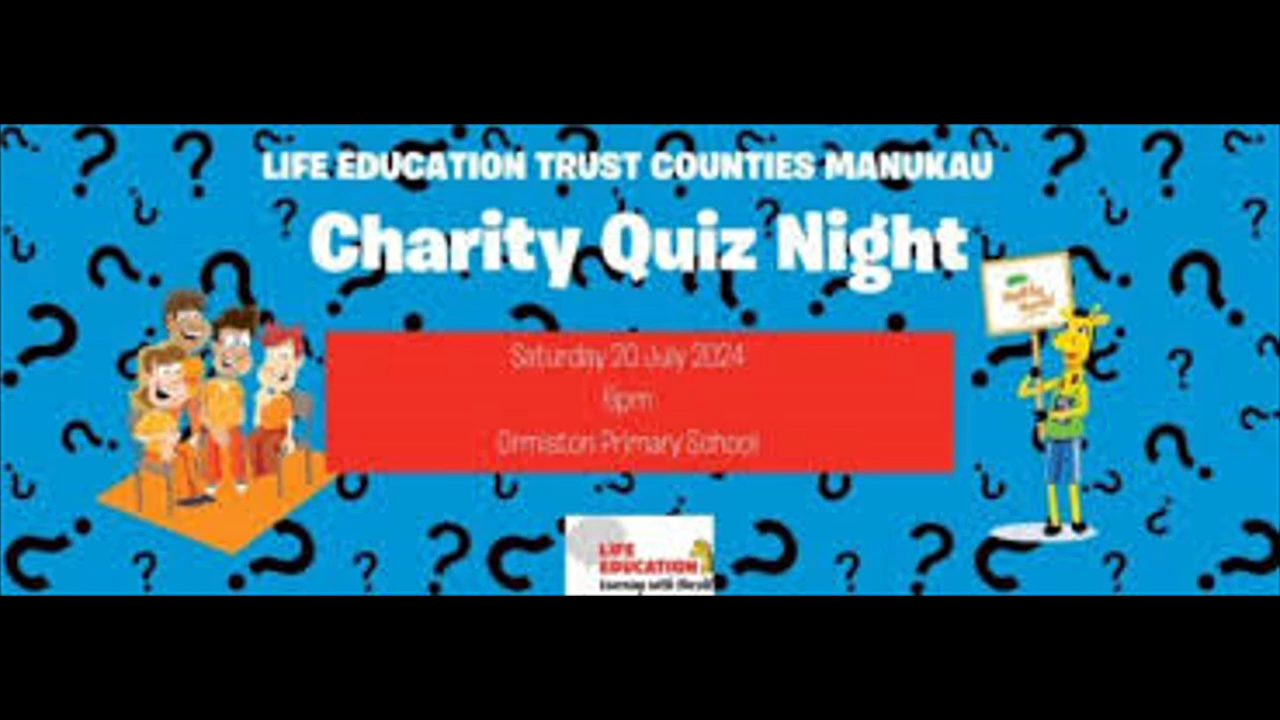 LIFE EDUCATION TRUST COUNTIES MANUKAU
Charity Quiz Night
Saturday 20 July 2024
6pm
Ormiston Primary School
LIFE
EDUCATION